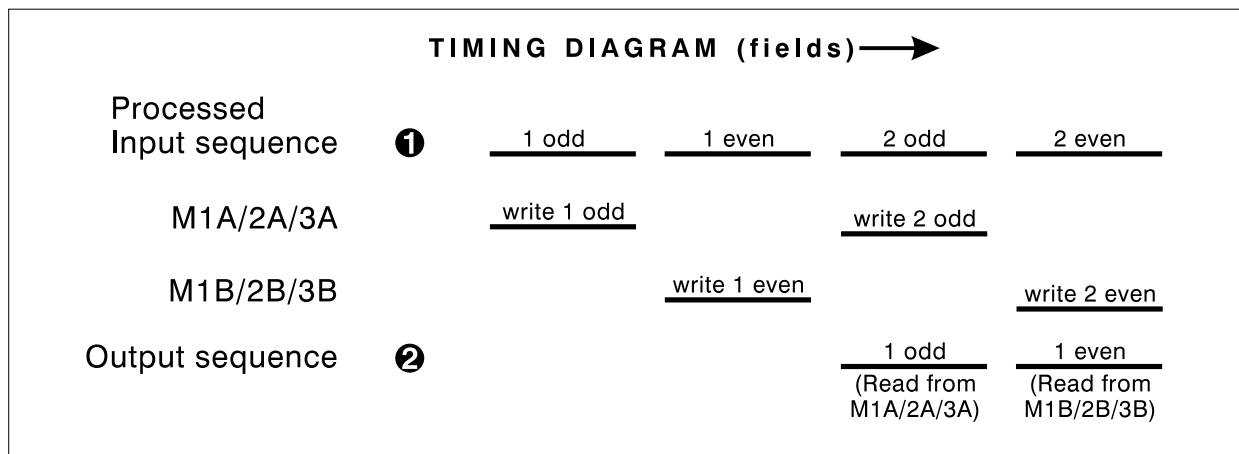 TIMING DIAGRAM (fields)
Processed
Input sequence ❶ 1 odd 1 even 2 odd 2 even
M1A/2A/3A write 1 odd write 2 odd
M1B/2B/3B write 1 even write 2 even
Output sequence ❷ 1 odd 1 even
(Read from (Read from
M1A/2A/3A) M1B/2B/3B)